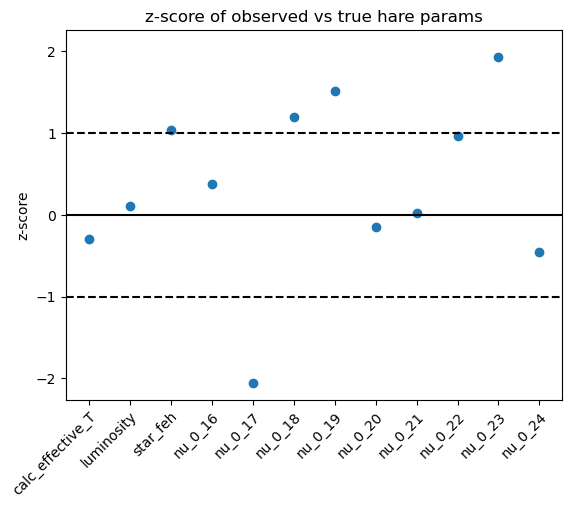 z-score of observed vs true hare params
2
1
0
−1
−2
z-score
calc_effective_T
luminosity
star_feh
nu_0_16
nu_0_17
nu_0_18
nu_0_19
nu_0_20
nu_0_21
nu_0_22
nu_0_23
nu_0_24